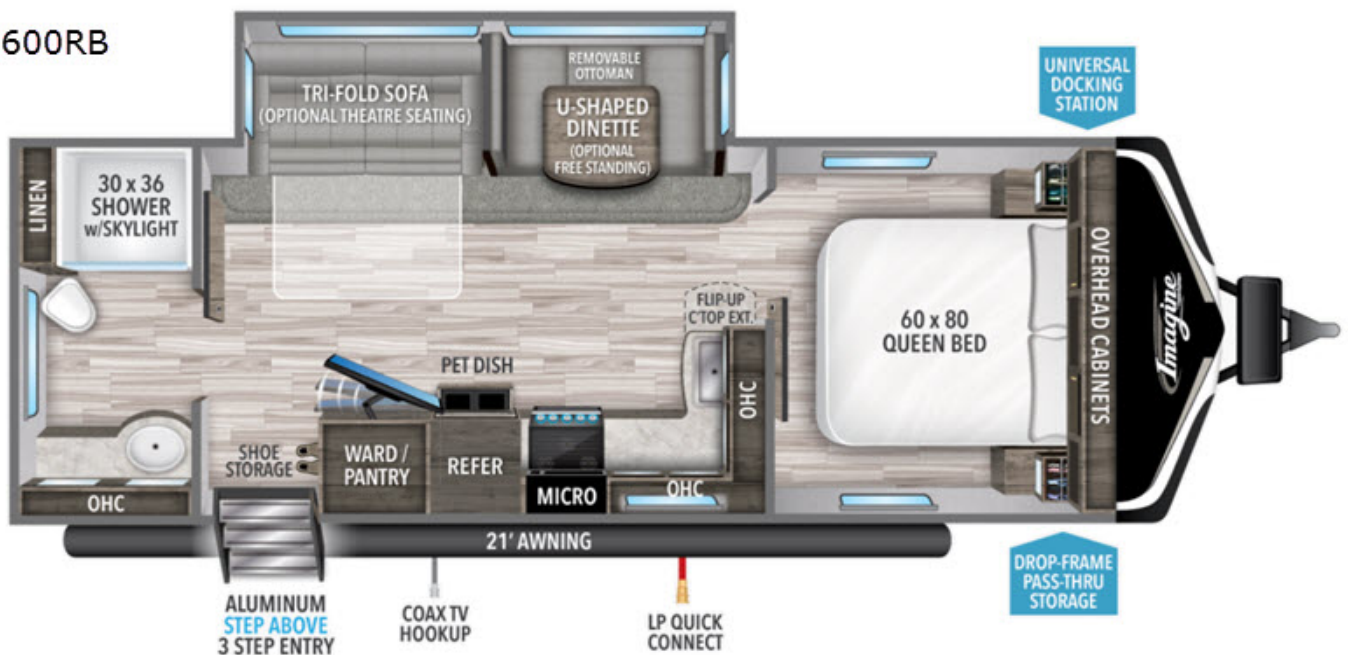 600RB
TRI-FOLD SOFA
(OPTIONAL THEATRE SEATING)
REMOVABLE
OTTOMAN
U-SHAPED
DINETTE
(OPTIONAL
FREE STANDING)
UNIVERSAL
DOCKING
STATION
LINEN
30 x 36
SHOWER
w/SKYLIGHT
OVERHEAD CABINETS
Imagine
60 x 80
QUEEN BED
FLIP-UP
C'TOP EXT.
OHC
PET DISH
SHOE
STORAGE
WARD /
PANTRY
REFER
MICRO
OHC
OHC
21' AWNING
ALUMINUM
STEP ABOVE
3 STEP ENTRY
COAX TV
HOOKUP
LP QUICK
CONNECT
DROP-FRAME
PASS-THRU
STORAGE